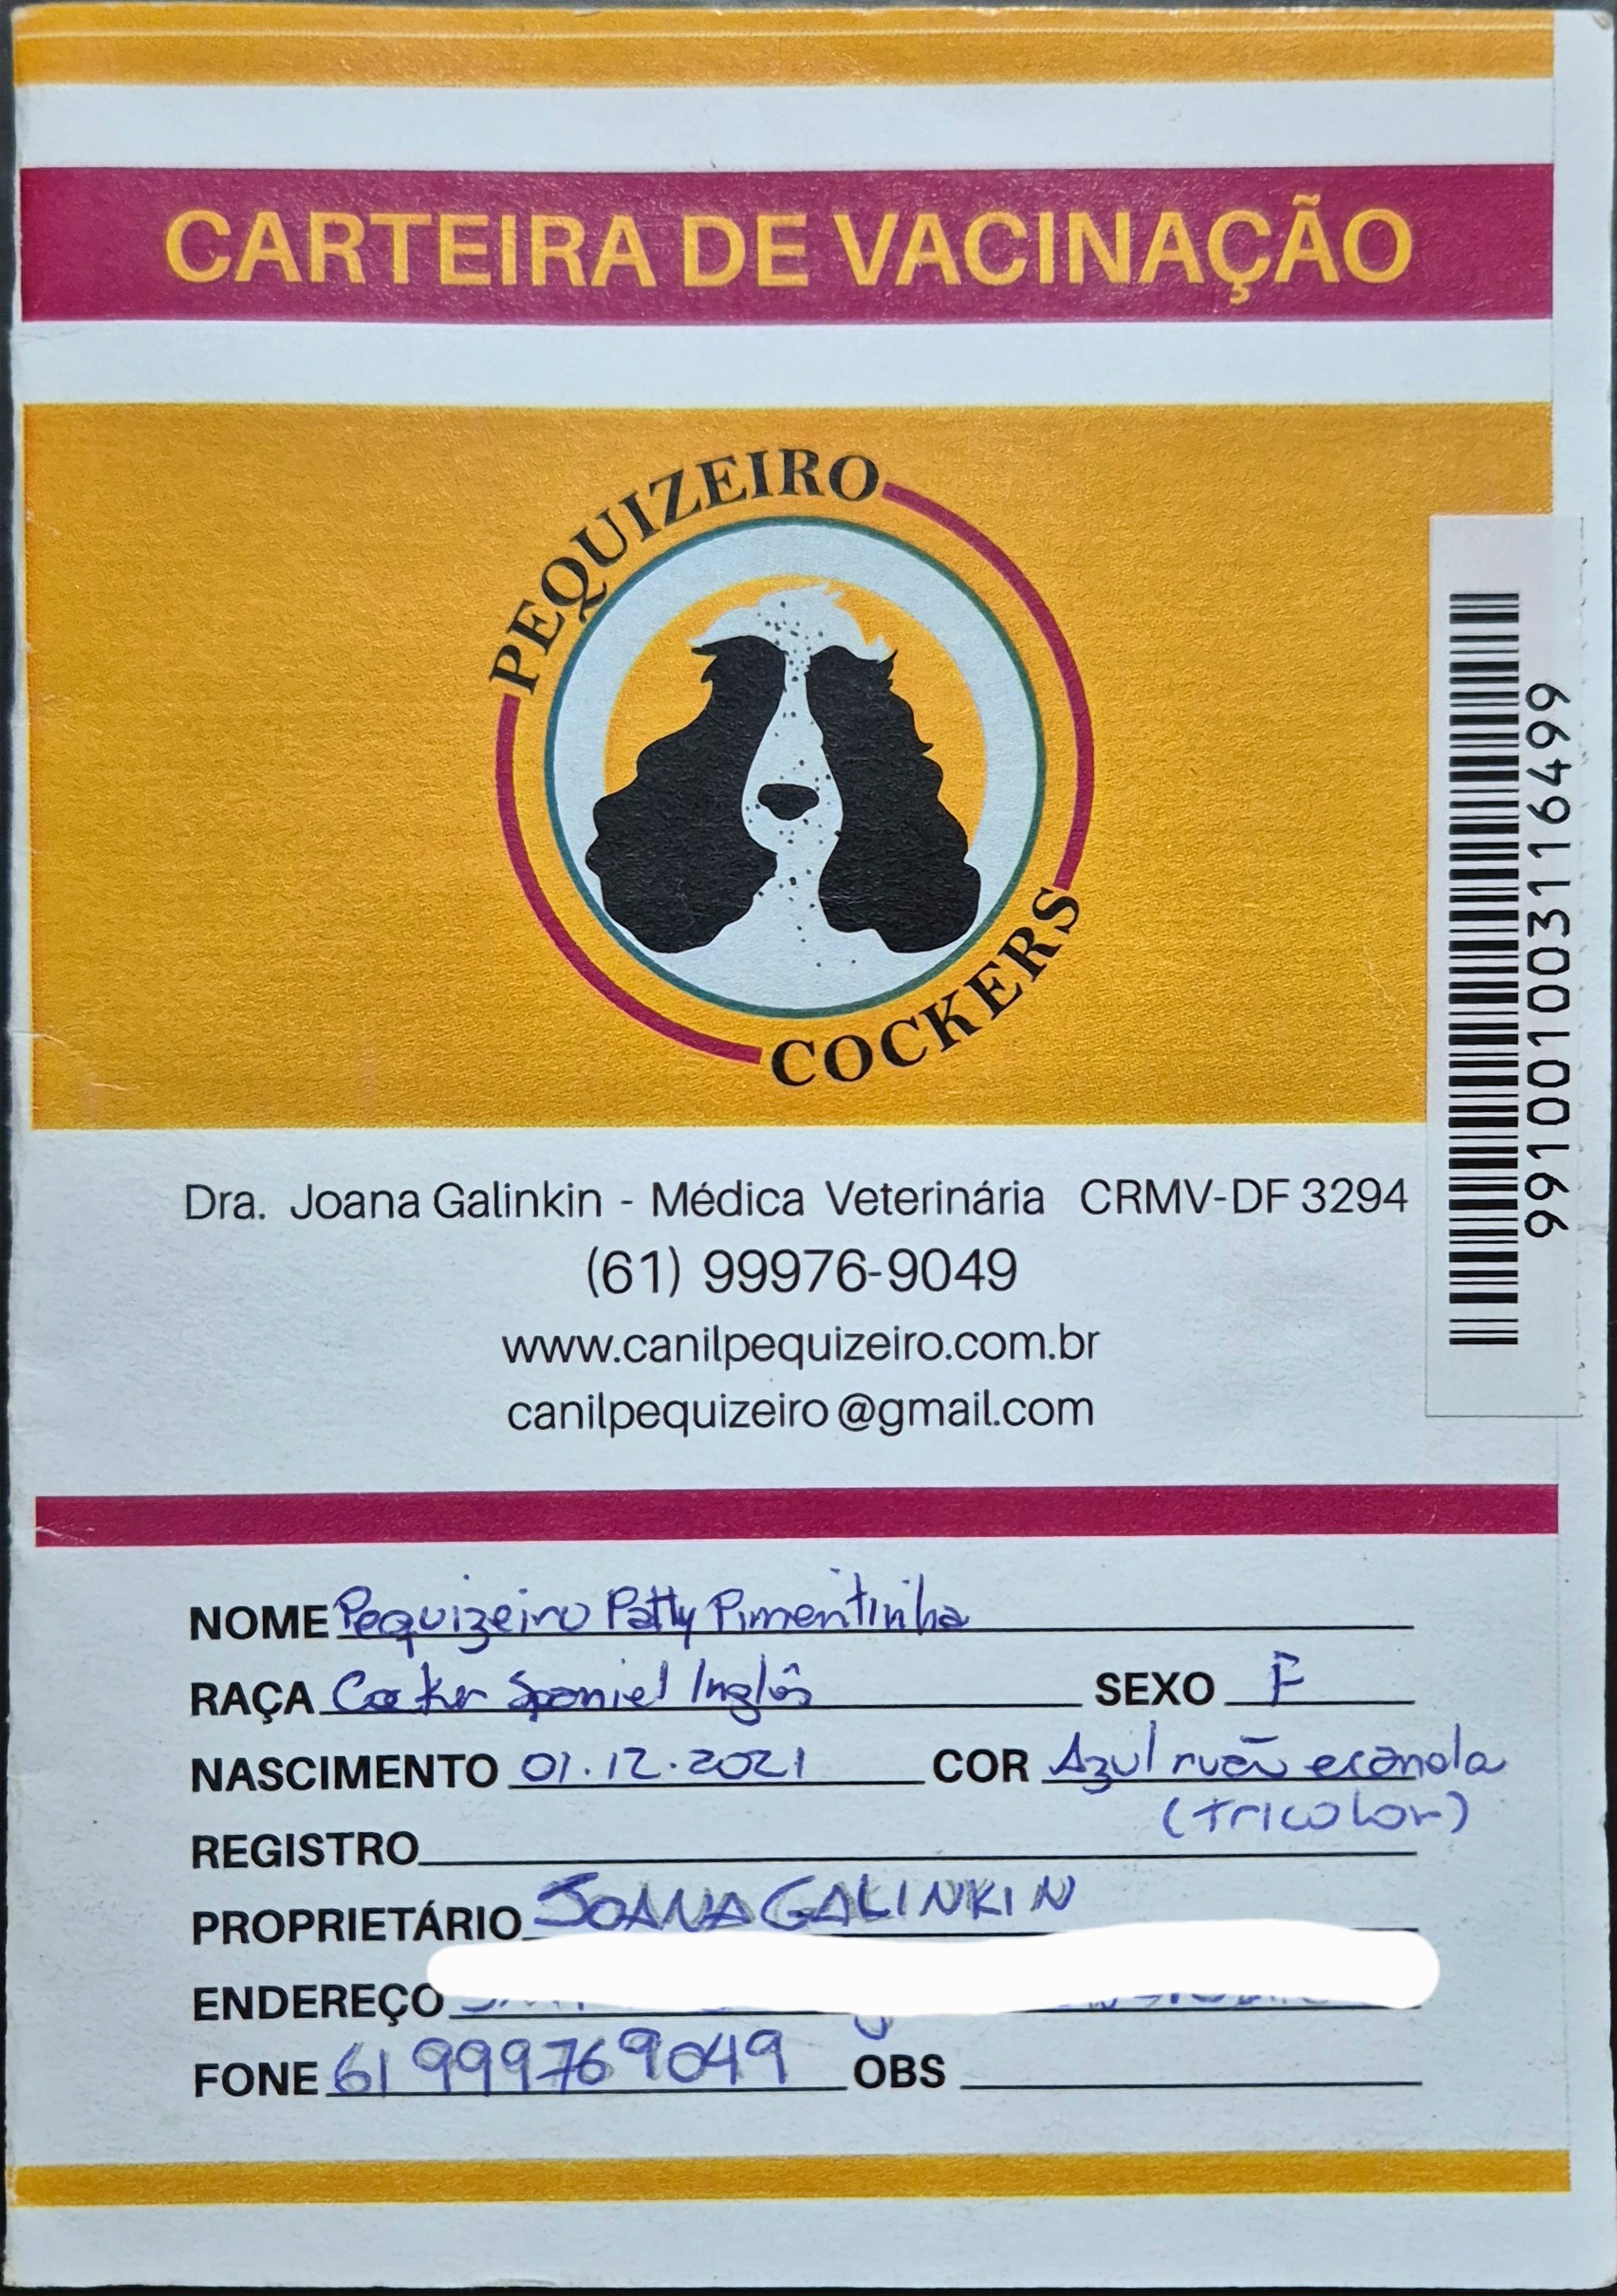 CARTEIRA DE VACINAÇÃO
PEQUIZEIRO
COCKERS
991001003116499
Dra. Joana Galinkin - Médica Veterinária CRMV-DF 3294
(61) 99976-9049
www.canilpequizeiro.com.br
canilpequizeiro@gmail.com
NOME Pequizeiro Patty Pimentinha
RAÇA Cocker Spaniel Inglês SEXO F
NASCIMENTO 01.12.2021 COR Azul ruão e canela
(tricolor)
REGISTRO
PROPRIETÁRIO JOANA GALINKIN
ENDEREÇO
FONE 61 999769049 OBS